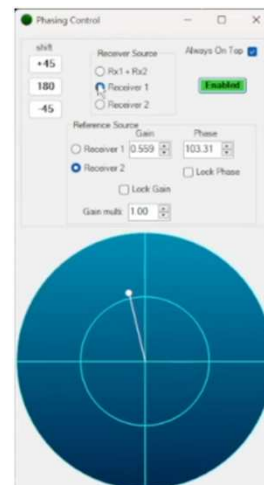 Phasing Control
shift
+45
180
-45
Receiver Source
Rx1 + Rx2
Receiver 1
Receiver 2
Always On Top
Enabled
Reference Source
Gain
Phase
Receiver 1 0.559 103.31
Receiver 2
Lock Phase
Lock Gain
Gain multi: 1.00